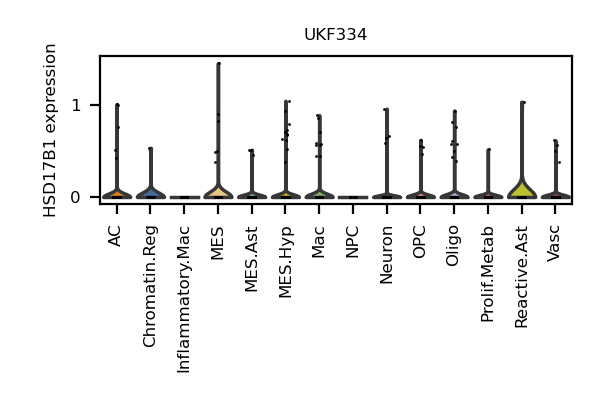 UKF334
HSD17B1 expression
1
0
AC
Chromatin.Reg
Inflammatory.Mac
MES
MES.Ast
MES.Hyp
Mac
NPC
Neuron
OPC
Oligo
Prolif.Metab
Reactive.Ast
Vasc